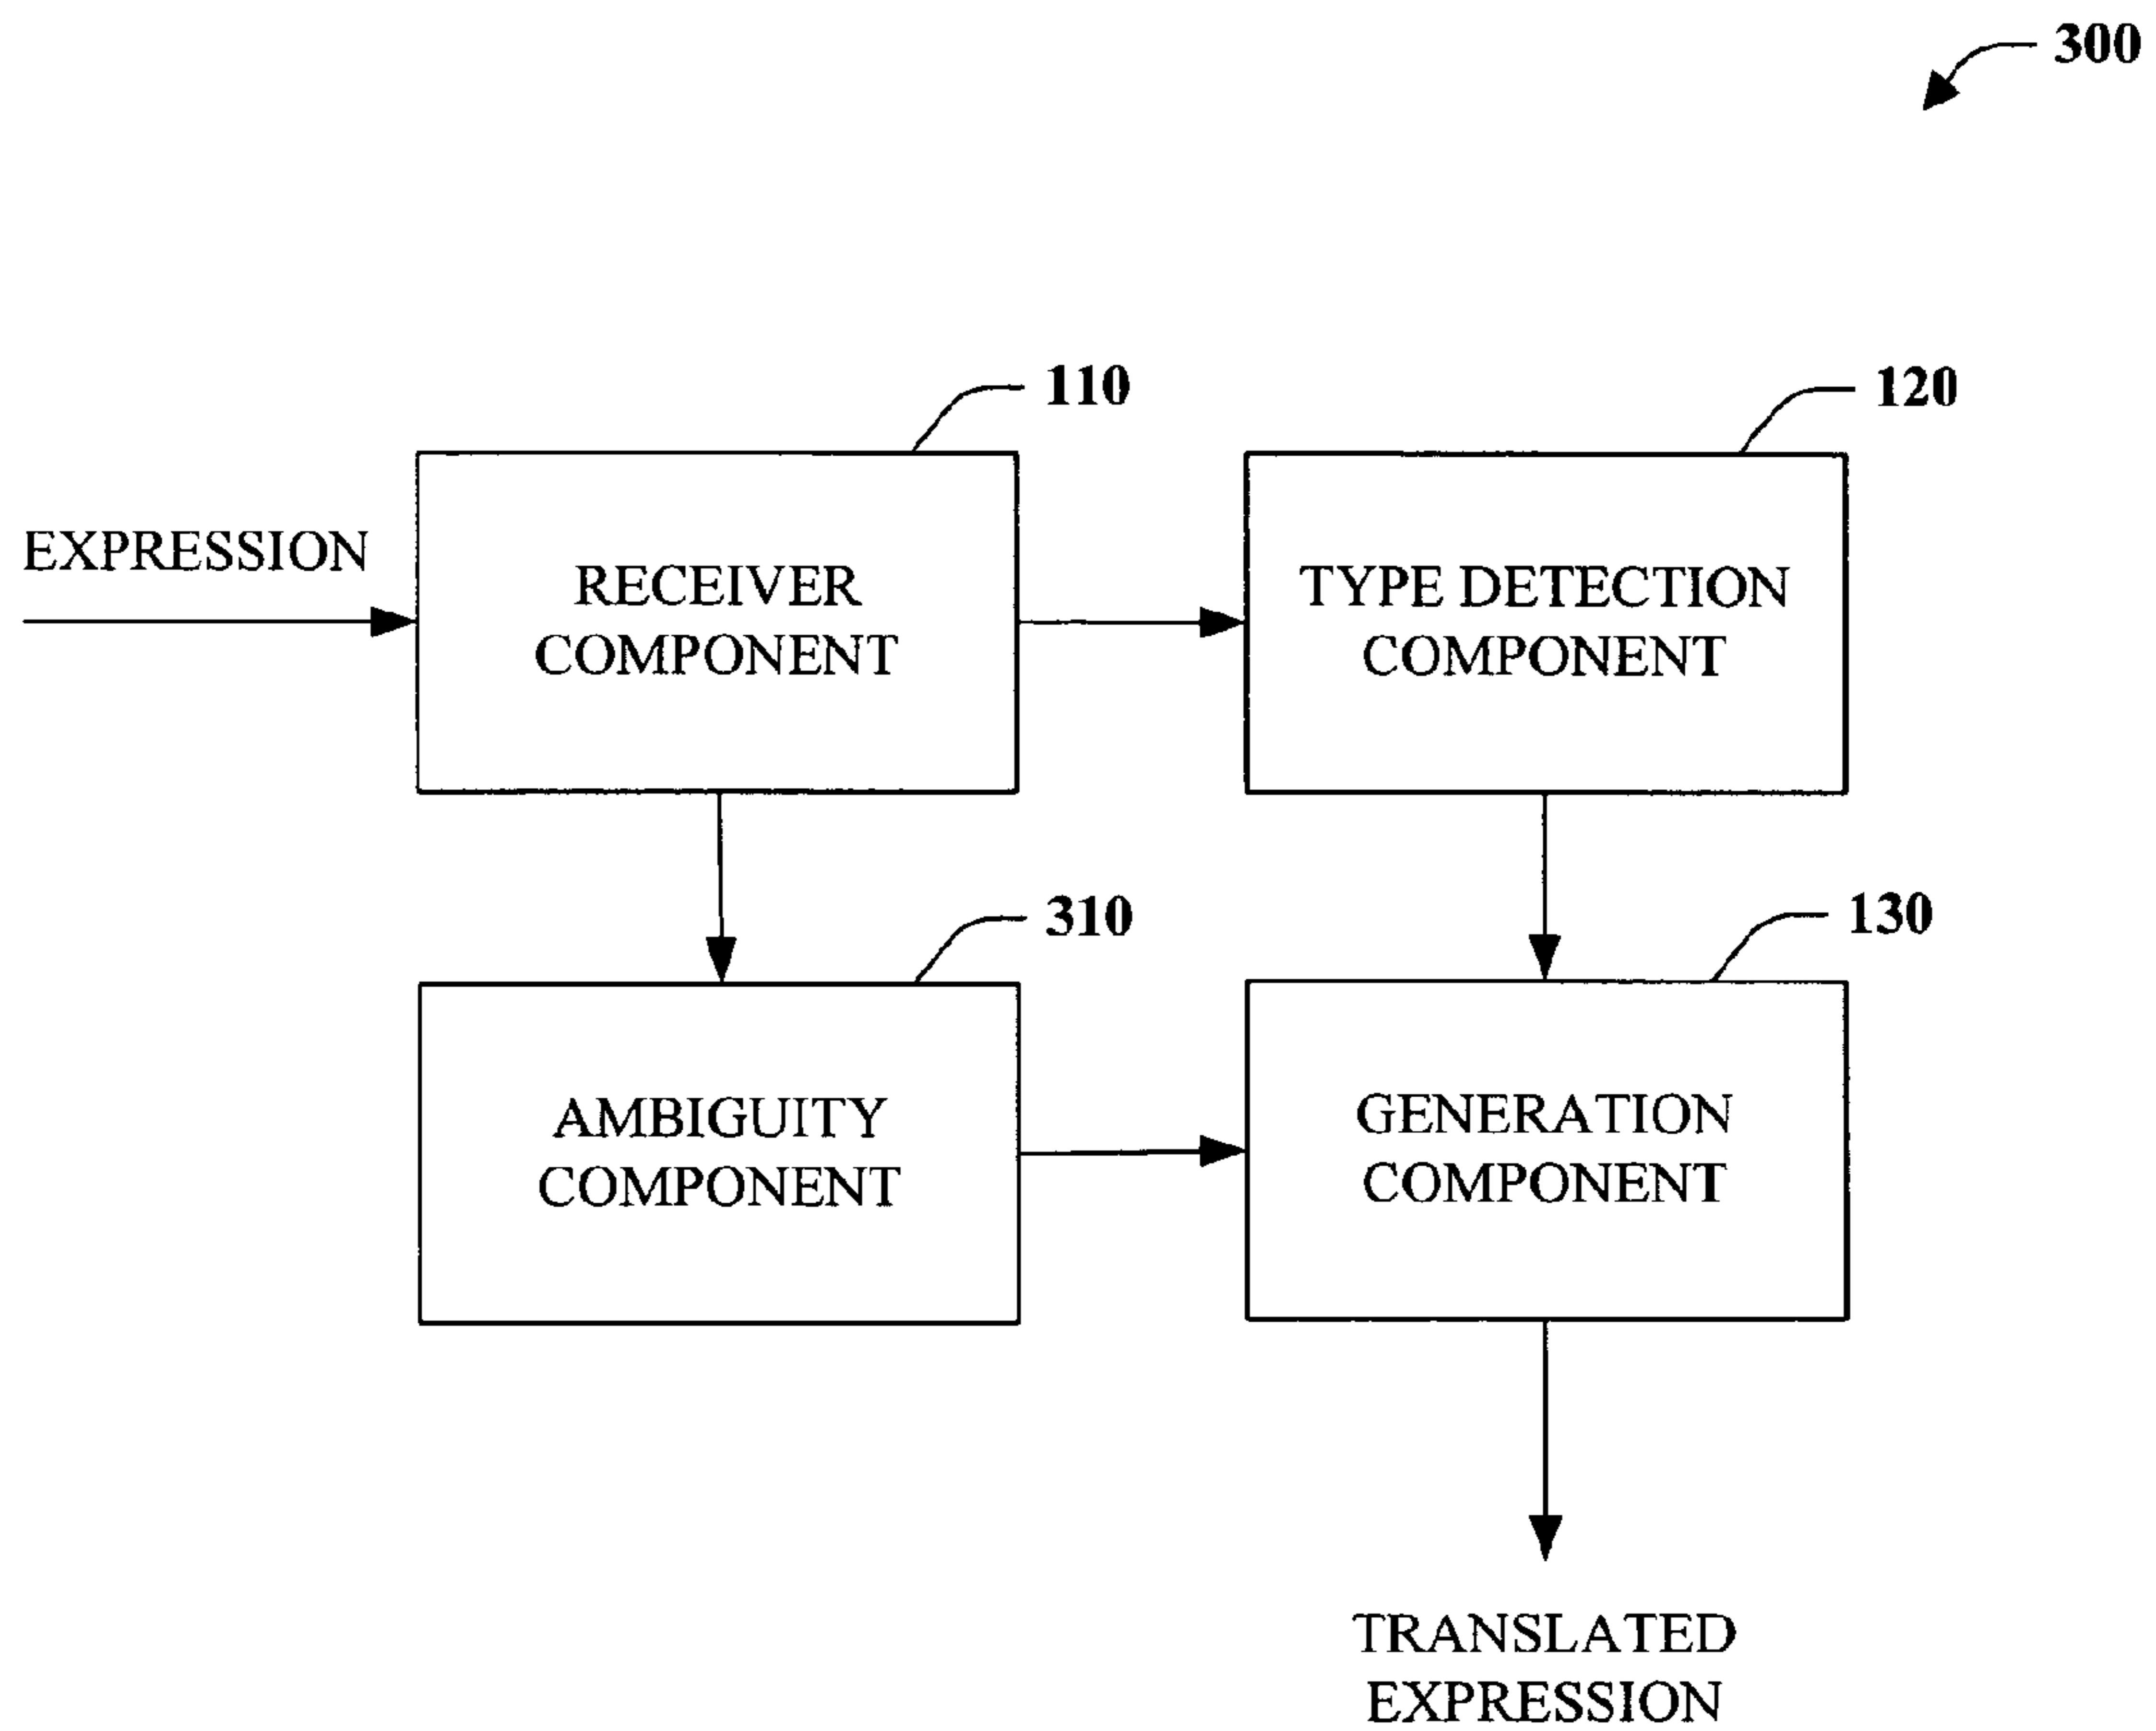 300
110
120
EXPRESSION
RECEIVER
COMPONENT
TYPE DETECTION
COMPONENT
310
130
AMBIGUITY
COMPONENT
GENERATION
COMPONENT
TRANSLATED
EXPRESSION